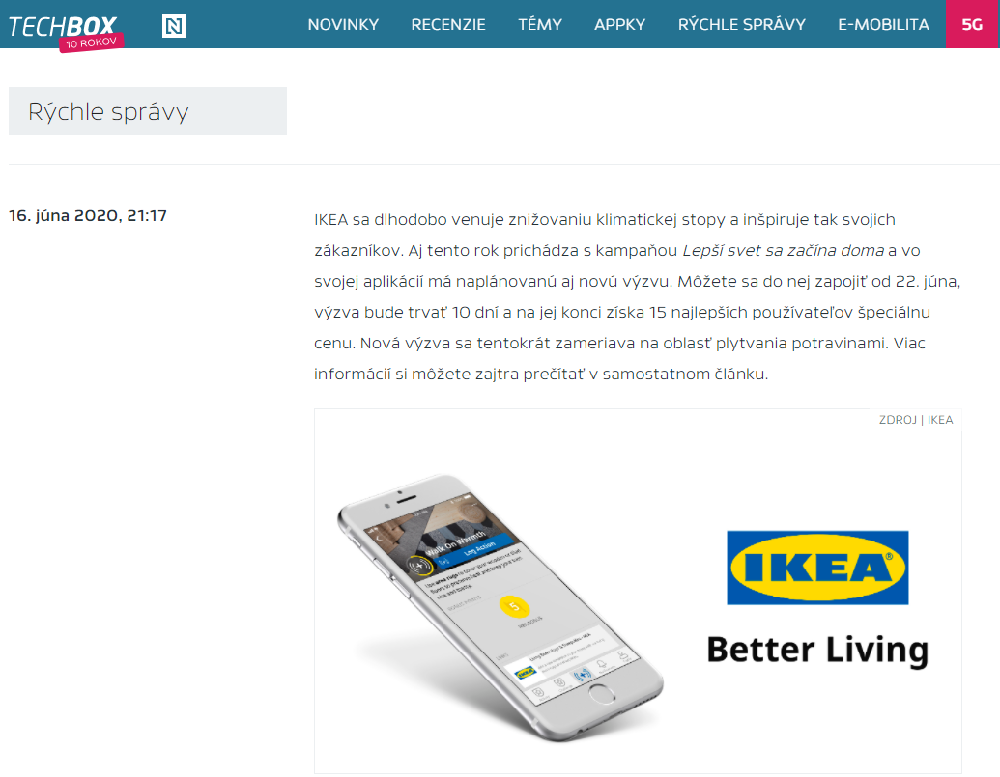 TECHBOX
10 ROKOV
N
NOVINKY RECENZIE TÉMY APPKY RÝCHLE SPRÁVY E-MOBILITA 5G
Rýchle správy
16. júna 2020, 21:17
IKEA sa dlhodobo venuje znižovaniu klimatickej stopy a inšpiruje tak svojich
zákazníkov. Aj tento rok prichádza s kampaňou Lepší svet sa začína doma a vo
svojej aplikácií má naplánovanú aj novú výzvu. Môžete sa do nej zapojiť od 22. júna,
výzva bude trvať 10 dní a na jej konci získa 15 najlepších používateľov špeciálnu
cenu. Nová výzva sa tentokrát zameriava na oblasť plytvania potravinami. Viac
informácií si môžete zajtra prečítať v samostatnom článku.
ZDROJ | IKEA
Walk On Warmth
Log Action
5
IKEA®
Better Living